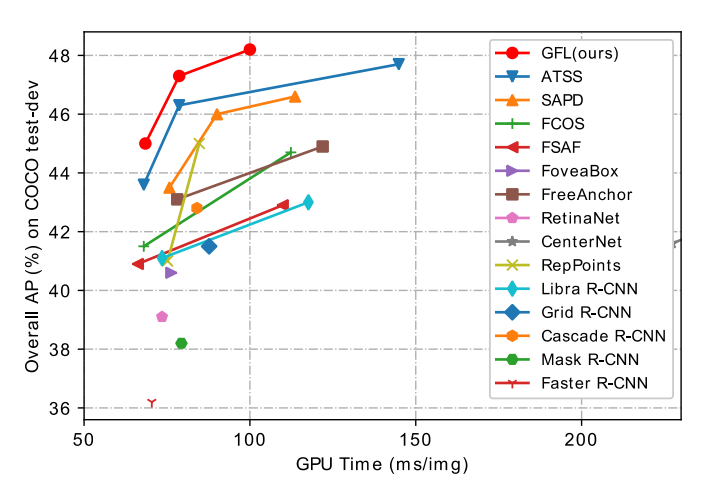 Overall AP (%) on COCO test-dev
48
46
44
42
40
38
36
50
100
150
200
GPU Time (ms/img)
GFL(ours)
ATSS
SAPD
FCOS
FSAF
FoveaBox
FreeAnchor
RetinaNet
CenterNet
RepPoints
Libra R-CNN
Grid R-CNN
Cascade R-CNN
Mask R-CNN
Faster R-CNN